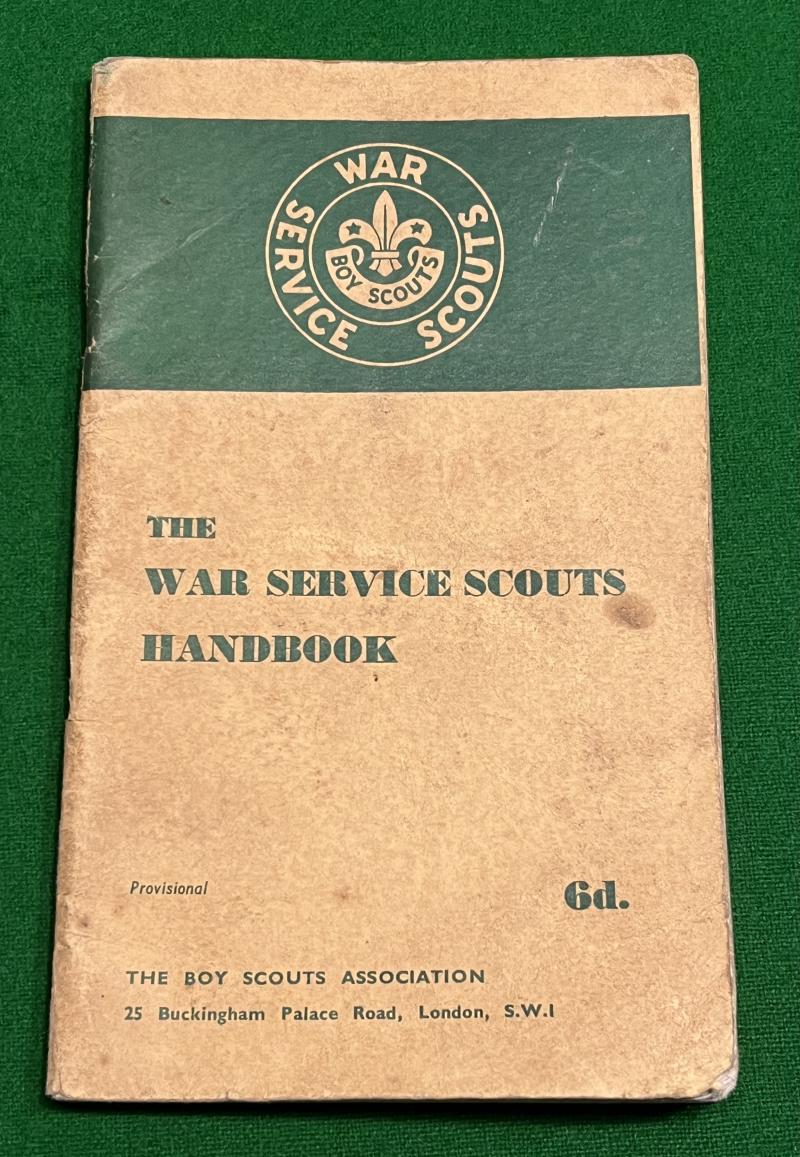 WAR
SERVICE SCOUTS
BOY SCOUTS
THE
WAR SERVICE SCOUTS
HANDBOOK
Provisional
6d.
THE BOY SCOUTS ASSOCIATION
25 Buckingham Palace Road, London, S.W.1